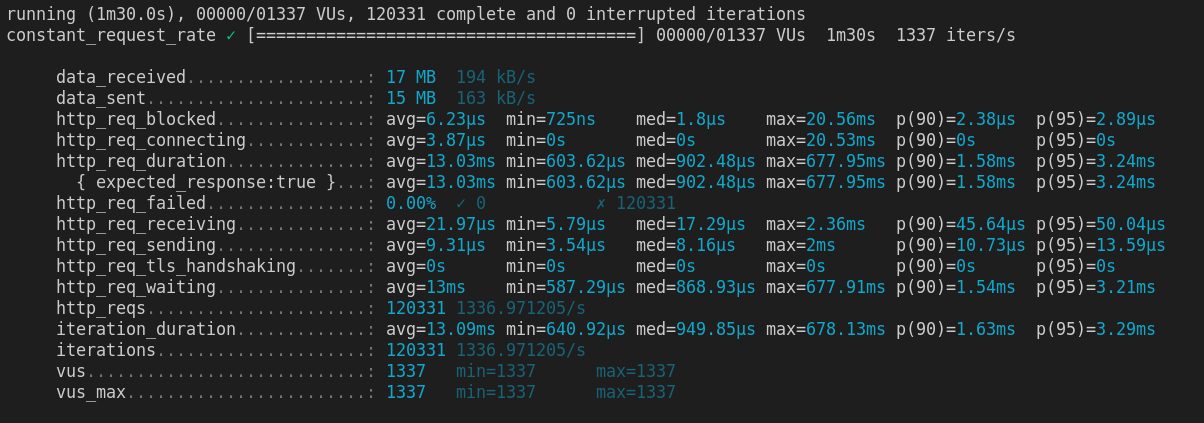 running (1m30.0s), 00000/01337 VUs, 120331 complete and 0 interrupted iterations
constant_request_rate ✓ [======================================] 00000/01337 VUs  1m30s  1337 iters/s

     data_received..................: 17 MB  194 kB/s
     data_sent......................: 15 MB  163 kB/s
     http_req_blocked...............: avg=6.23µs  min=725ns    med=1.8µs    max=20.56ms  p(90)=2.38µs  p(95)=2.89µs
     http_req_connecting............: avg=3.87µs  min=0s       med=0s       max=20.53ms  p(90)=0s      p(95)=0s
     http_req_duration..............: avg=13.03ms min=603.62µs med=902.48µs max=677.95ms p(90)=1.58ms  p(95)=3.24ms
       { expected_response:true }...: avg=13.03ms min=603.62µs med=902.48µs max=677.95ms p(90)=1.58ms  p(95)=3.24ms
     http_req_failed................: 0.00%  ✓ 0           ✗ 120331
     http_req_receiving.............: avg=21.97µs min=5.79µs   med=17.29µs  max=2.36ms   p(90)=45.64µs p(95)=50.04µs
     http_req_sending...............: avg=9.31µs  min=3.54µs   med=8.16µs   max=2ms      p(90)=10.73µs p(95)=13.59µs
     http_req_tls_handshaking.......: avg=0s      min=0s       med=0s       max=0s       p(90)=0s      p(95)=0s
     http_req_waiting...............: avg=13ms    min=587.29µs med=868.93µs max=677.91ms p(90)=1.54ms  p(95)=3.21ms
     http_reqs......................: 120331 1336.971205/s
     iteration_duration.............: avg=13.09ms min=640.92µs med=949.85µs max=678.13ms p(90)=1.63ms  p(95)=3.29ms
     iterations.....................: 120331 1336.971205/s
     vus............................: 1337   min=1337      max=1337
     vus_max........................: 1337   min=1337      max=1337